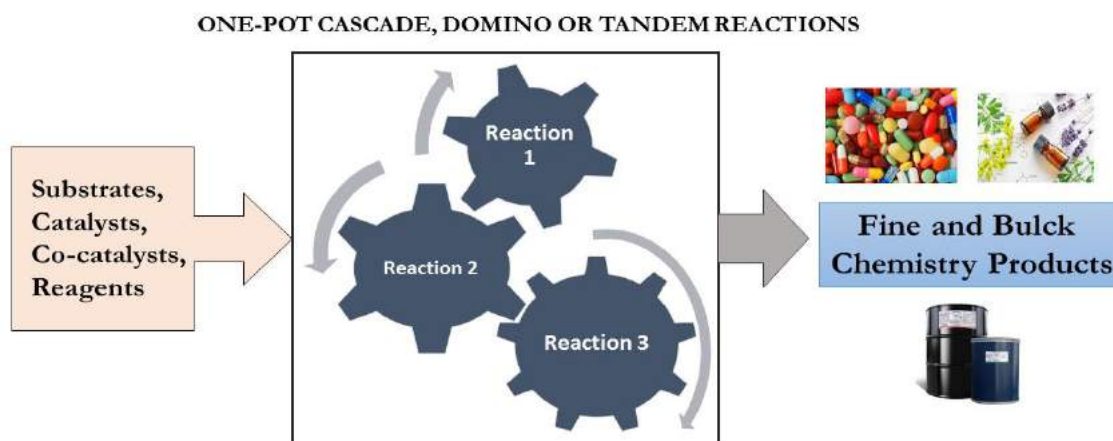 ONE-POT CASCADE, DOMINO OR TANDEM REACTIONS
Substrates,
Catalysts,
Co-catalysts,
Reagents
Reaction
1
Reaction 2
Reaction 3
Fine and Bulck
Chemistry Products